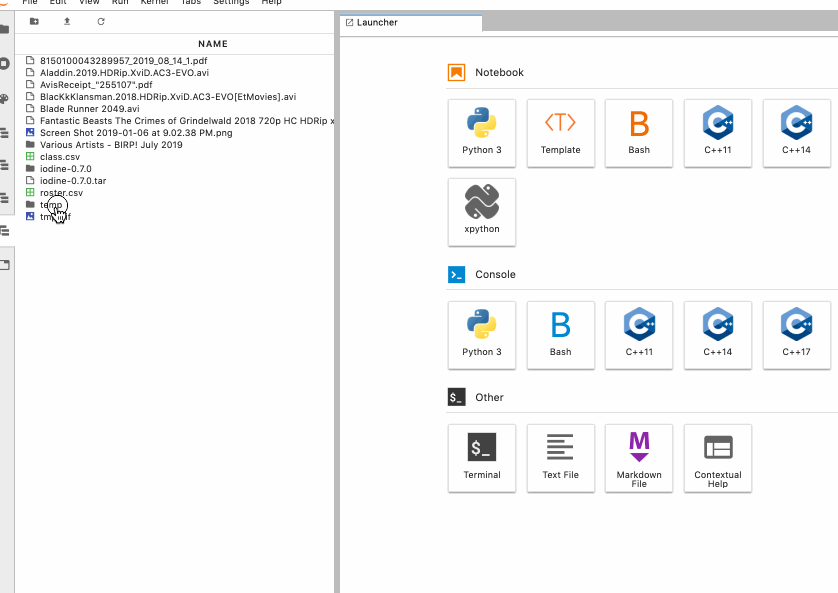 File Edit View Run Kernel Tabs Settings Help
Launcher
NAME
8150100043289957_2019_08_14_1.pdf
Aladdin.2019.HDRip.XviD.AC3-EVO.avi
AvisReceipt_"255107".pdf
BlacKkKlansman.2018.HDRip.XviD.AC3-EVO[EtMovies].avi
Blade Runner 2049.avi
Fantastic Beasts The Crimes of Grindelwald 2018 720p HC HDRip x
Screen Shot 2019-01-06 at 9.02.38 PM.png
Various Artists - BIRP! July 2019
class.csv
iodine-0.7.0
iodine-0.7.0.tar
roster.csv
temp
Notebook
Python 3
<T>
Template
B
Bash
C++
C++11
C++
C++14
xpython
>_ Console
Python 3
B
Bash
C++
C++11
C++
C++14
C++
C++17
$_ Other
$_
Terminal
Text File
M
Markdown
File
Contextual
Help